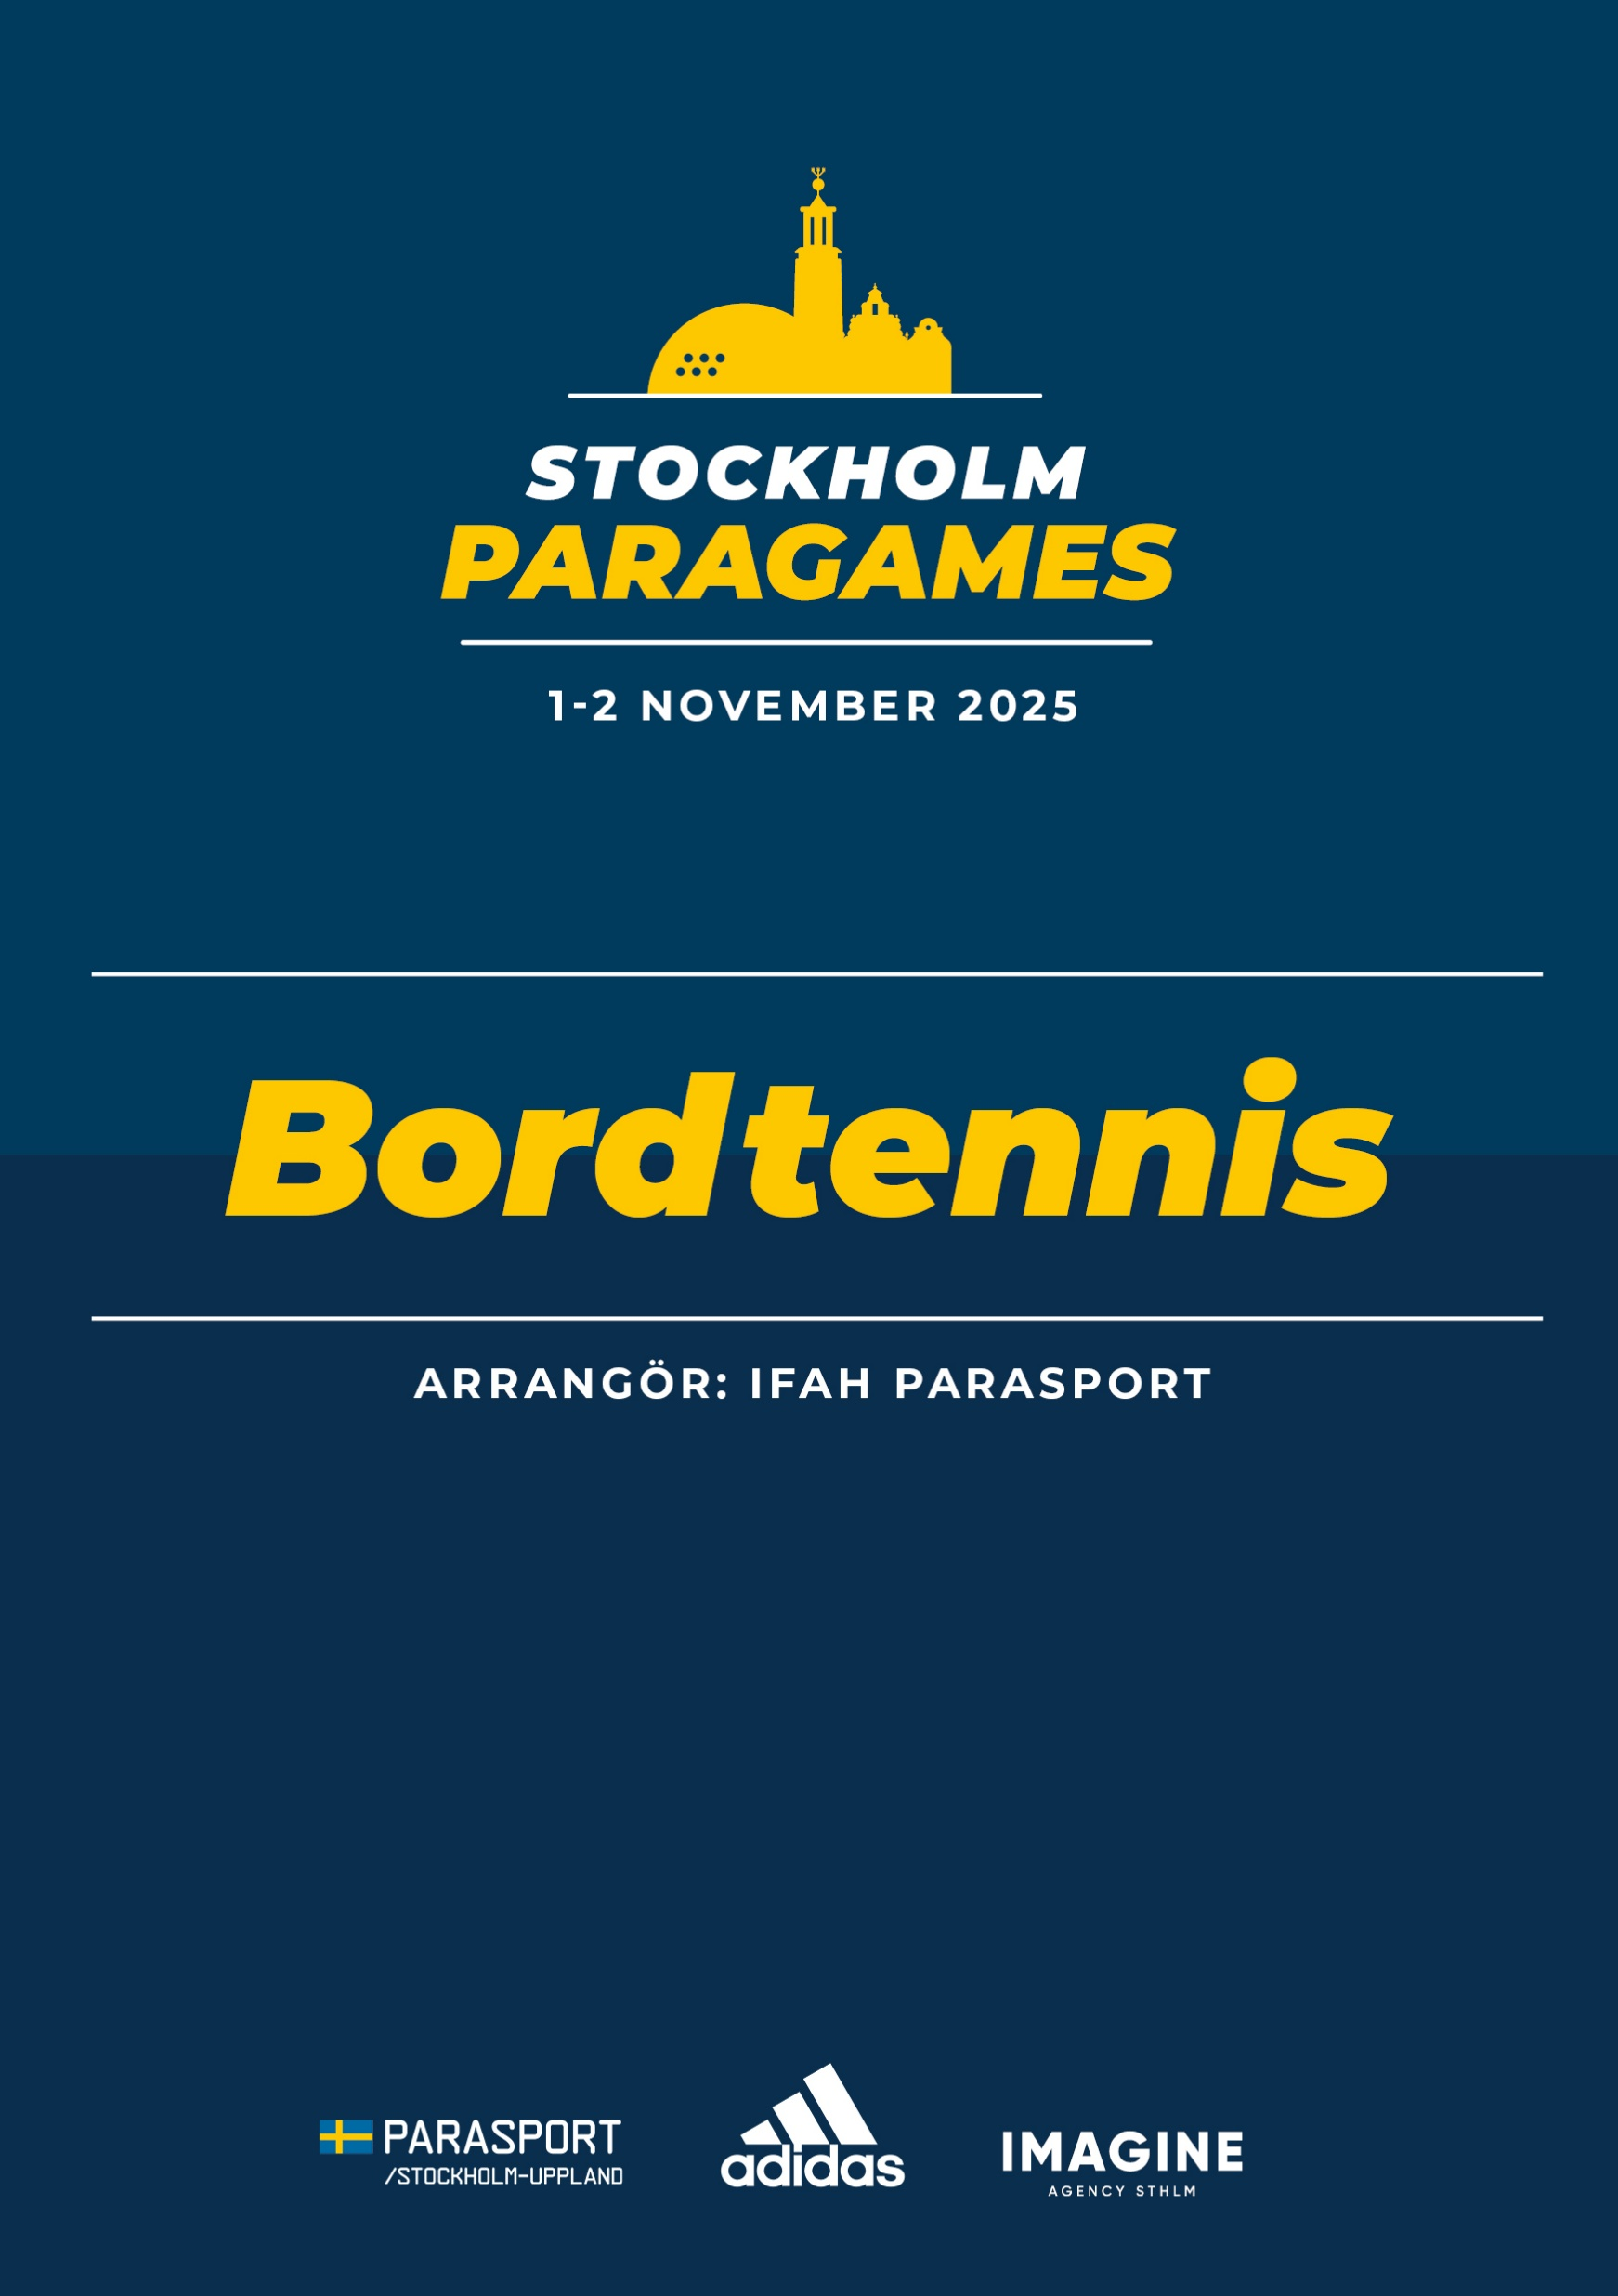 STOCKHOLM
PARAGAMES
1-2 NOVEMBER 2025
Bordtennis
ARRANGÖR: IFAH PARASPORT
PARASPORT
/STOCKHOLM-UPPLAND
adidas
IMAGINE
AGENCY STHLM